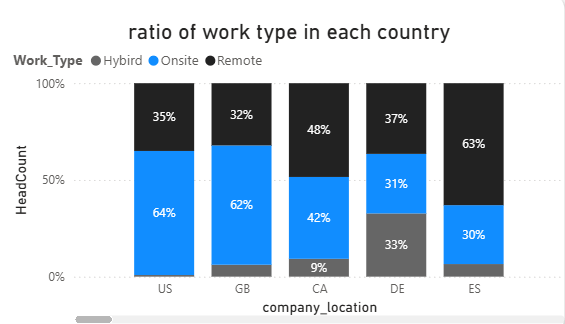 ratio of work type in each country
Work_Type Hybird Onsite Remote
100%
50%
0%
HeadCount
35% 32% 48% 37% 63%
64% 62% 42% 31% 30%
9% 33%
US GB CA DE ES
company_location